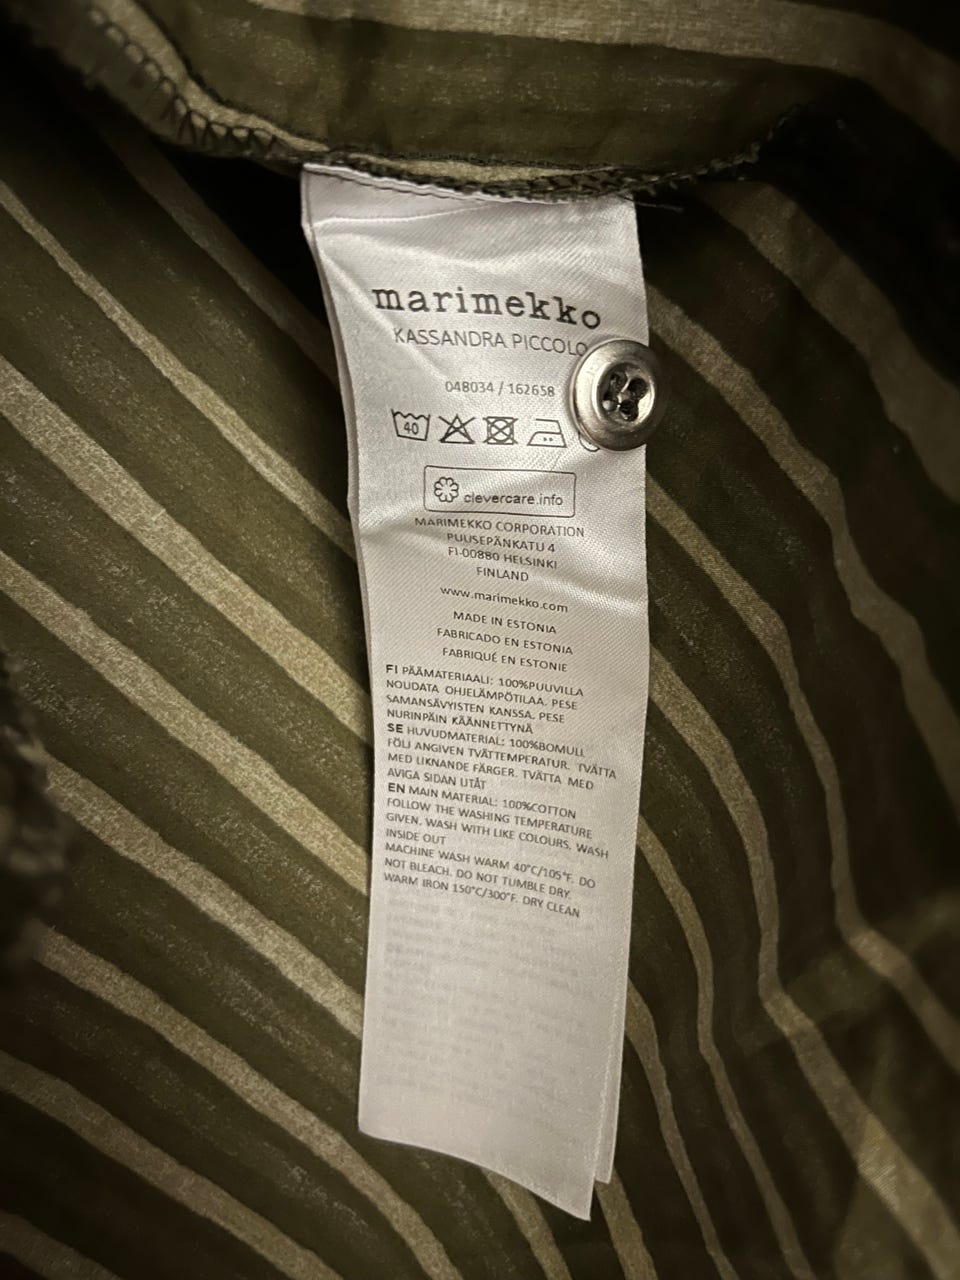 marimekko
KASSANDRA PICCOLO
048034 / 162658
40
clevercare.info
MARIMEKKO CORPORATION
PUUSEPÄNKATU 4
FI-00880 HELSINKI
FINLAND
www.marimekko.com
MADE IN ESTONIA
FABRICADO EN ESTONIA
FABRIQUÉ EN ESTONIE
FI PÄÄMATERIAALI: 100%PUUVILLA
NOUDATA OHJELÄMPÖTILAA. PESE
SAMANSÄVYISTEN KANSSA. PESE
NURINPÄIN KÄÄNNETTYNÄ
SE HUVUDMATERIAL: 100%BOMULL
FÖLJ ANGIVEN TVÄTTEMPERATUR. TVÄTTA
MED LIKNANDE FÄRGER. TVÄTTA MED
AVIGA SIDAN UTÅT
EN MAIN MATERIAL: 100%COTTON
FOLLOW THE WASHING TEMPERATURE
GIVEN. WASH WITH LIKE COLOURS. WASH
INSIDE OUT
MACHINE WASH WARM 40°C/105°F. DO
NOT BLEACH. DO NOT TUMBLE DRY.
WARM IRON 150°C/300°F. DRY CLEAN